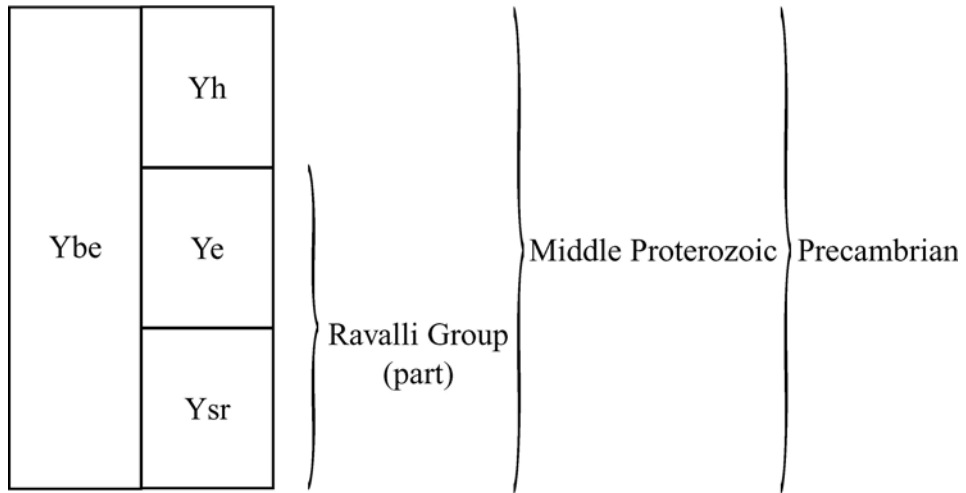 Yh
Ybe
Ye
Middle Proterozoic
Precambrian
Ravalli Group
(part)
Ysr